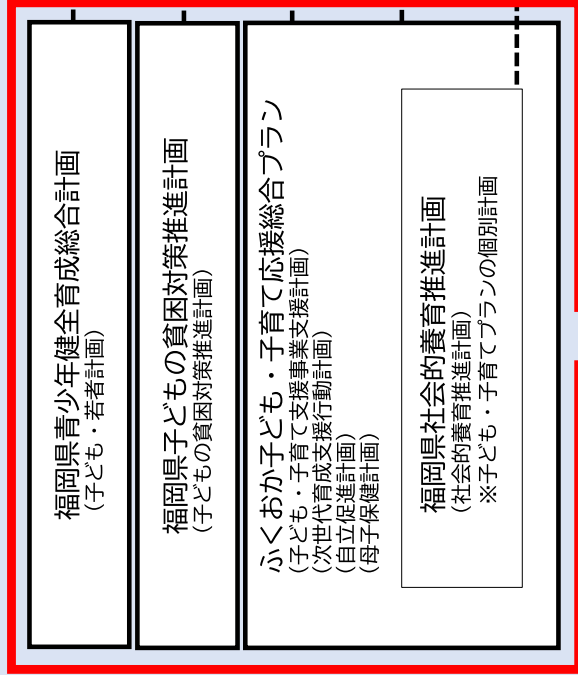 福岡県青少年健全育成総合計画
(子ども・若者計画)
福岡県子どもの貧困対策推進計画
(子どもの貧困対策推進計画)
ふくおか子ども・子育て応援総合プラン
(子ども・子育て支援事業支援計画)
(次世代育成支援行動計画)
(自立促進計画)
(母子保健計画)
福岡県社会的養育推進計画
(社会的養育推進計画)
※子ども・子育てプランの個別計画